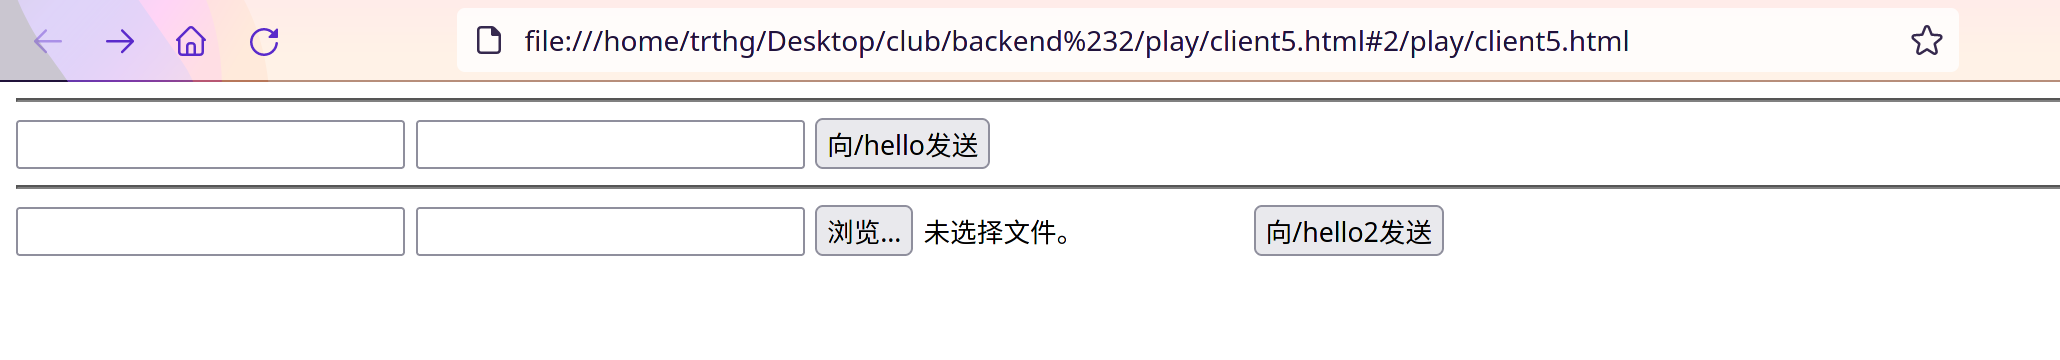 file:///home/trthg/Desktop/club/backend%232/play/client5.html#2/play/client5.html
向/hello发送
浏览... 未选择文件。 向/hello2发送